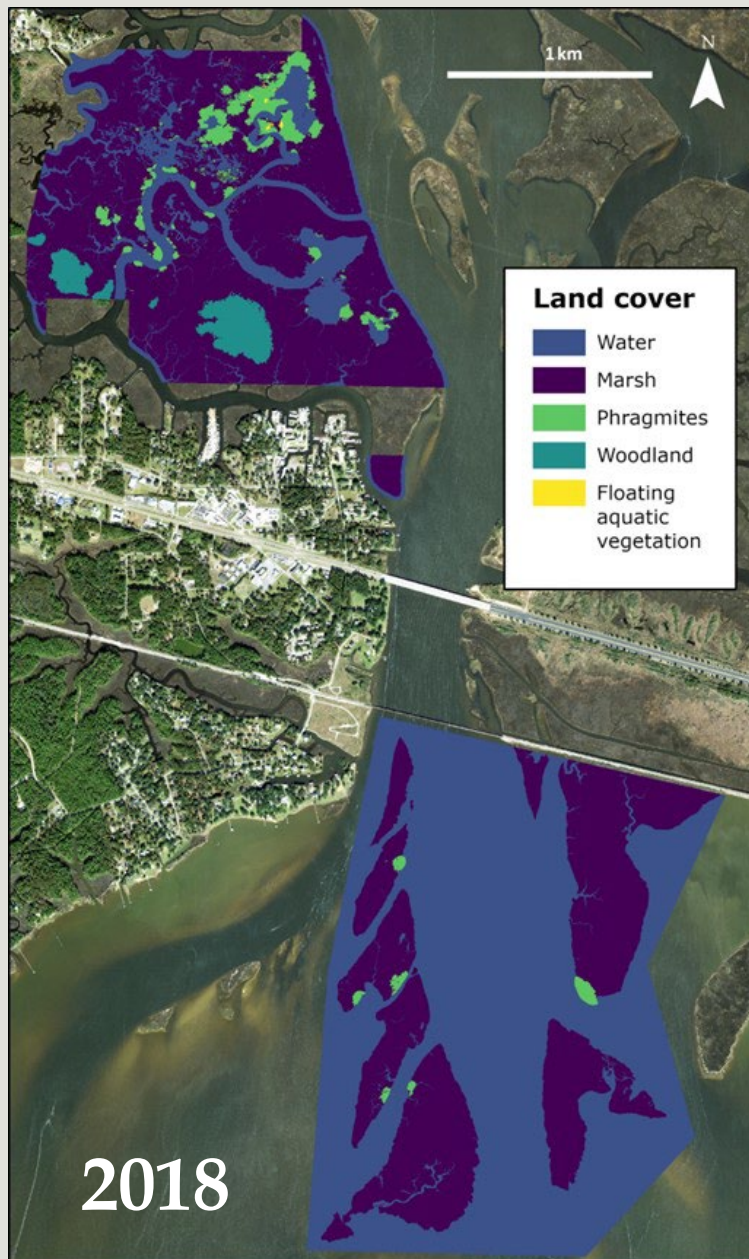 1 km
N
Land cover
Water
Marsh
Phragmites
Woodland
Floating
aquatic
vegetation
2018